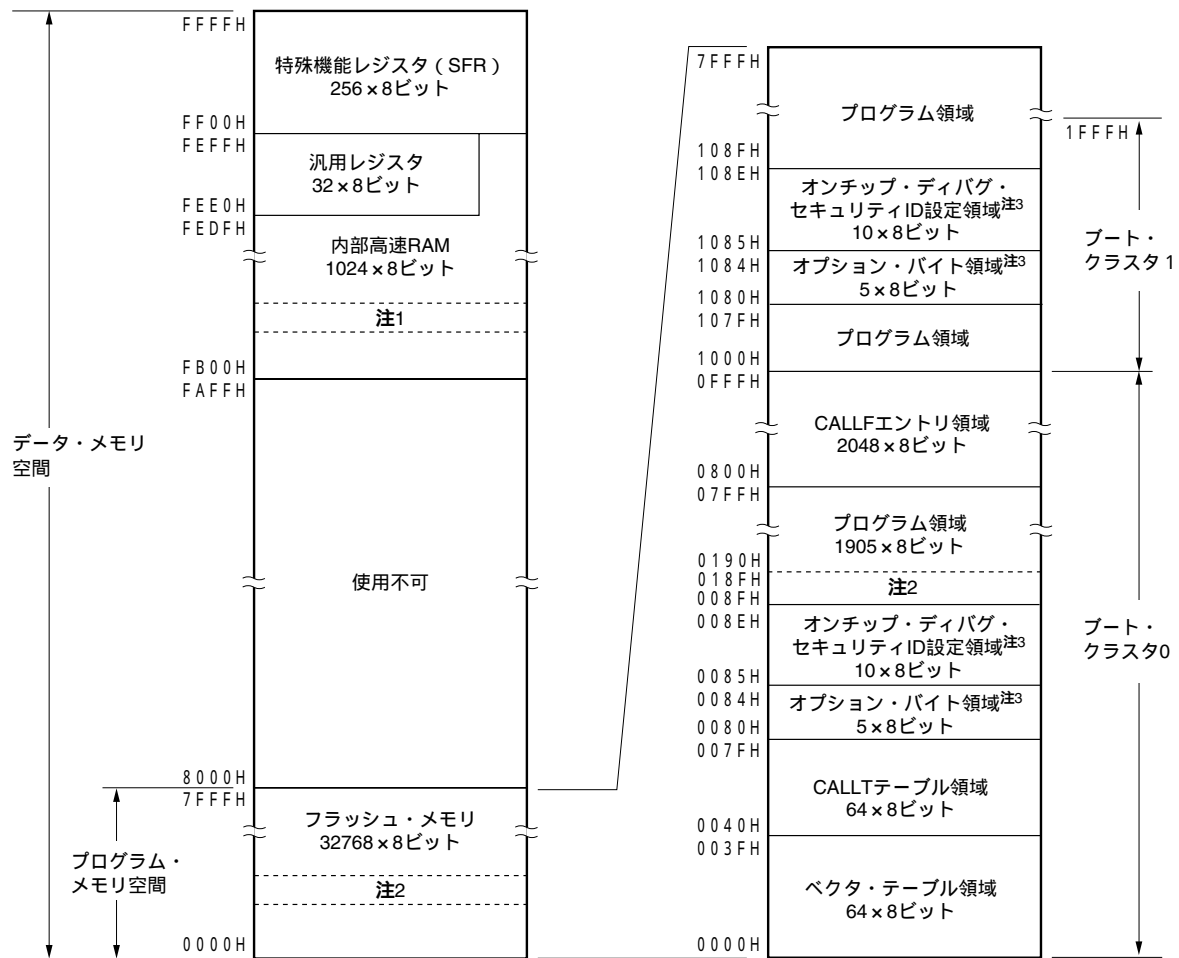 FFFFH
特殊機能レジスタ（SFR）
256×8ビット
FF00H
FEFFH
汎用レジスタ
32×8ビット
FEE0H
FEDFH
内部高速RAM
1024×8ビット
注1
FB00H
FAFFH
データ・メモリ
空間
使用不可
8000H
7FFFH
フラッシュ・メモリ
32768×8ビット
プログラム・
メモリ空間
注2
0000H
7FFFH
プログラム領域
1FFFH
108FH
108EH
オンチップ・ディバグ・
セキュリティID設定領域注3
10×8ビット
1085H
1084H
オプション・バイト領域注3
5×8ビット
1080H
107FH
プログラム領域
1000H
ブート・
クラスタ1
0FFFH
CALLFエントリ領域
2048×8ビット
0800H
07FFH
プログラム領域
1905×8ビット
0190H
018FH
注2
008FH
008EH
オンチップ・ディバグ・
セキュリティID設定領域注3
10×8ビット
0085H
0084H
オプション・バイト領域注3
5×8ビット
0080H
007FH
CALLTテーブル領域
64×8ビット
0040H
003FH
ベクタ・テーブル領域
64×8ビット
0000H
ブート・
クラスタ0